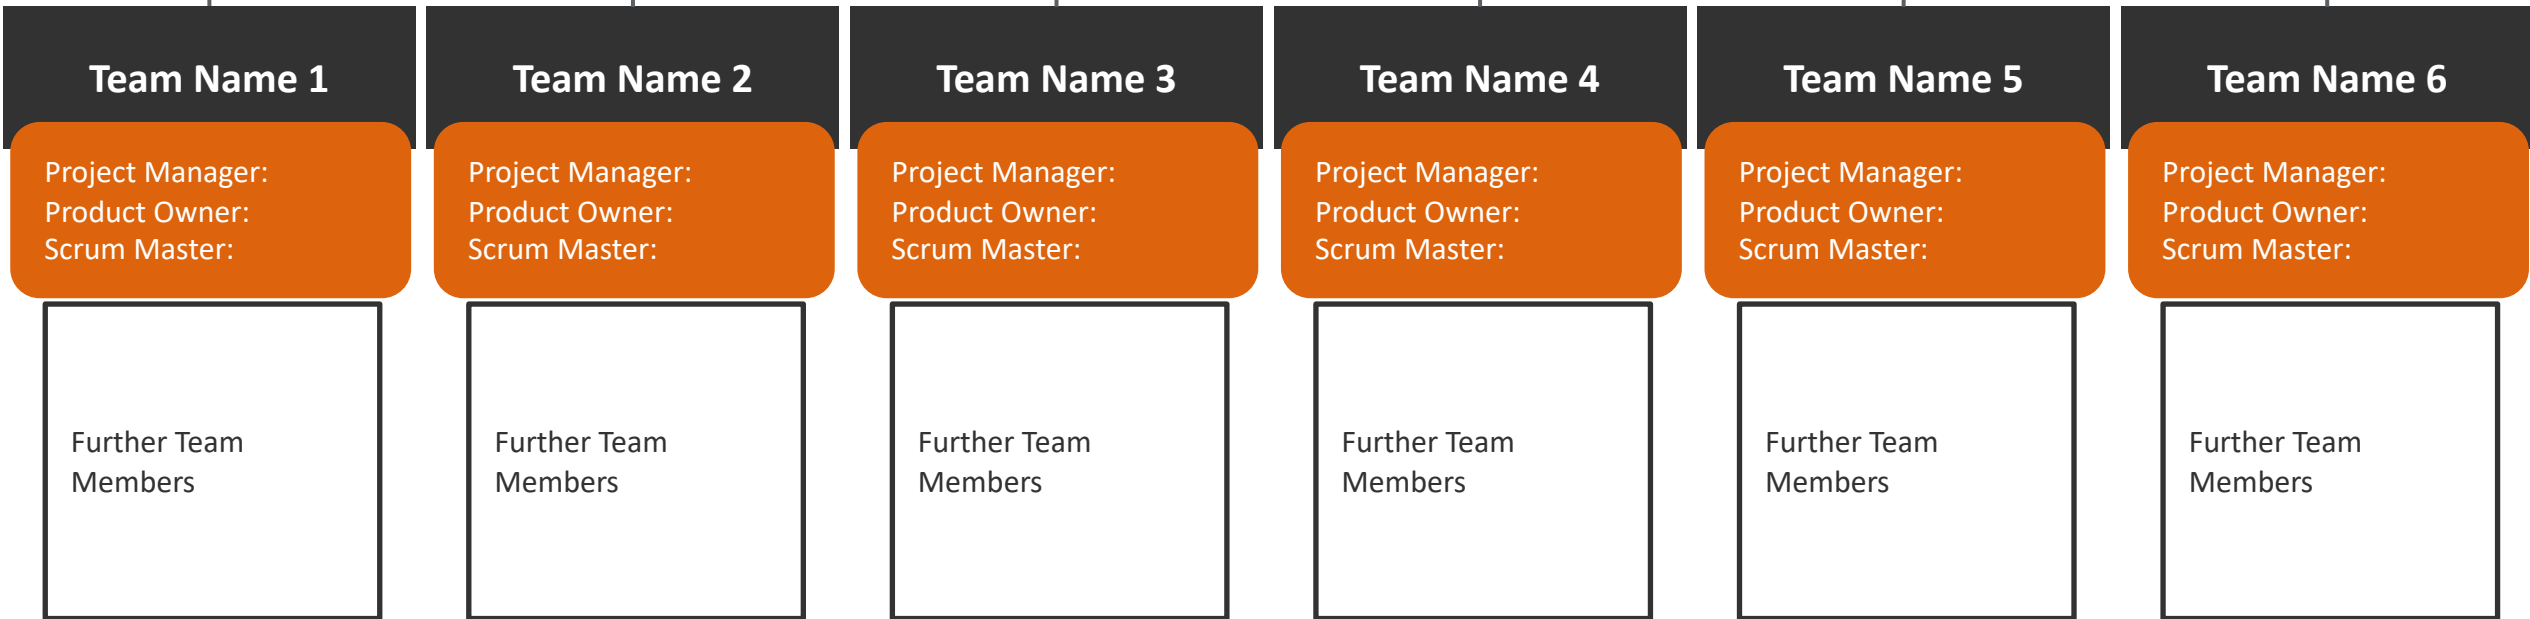 Team Name 1
Project Manager:
Product Owner:
Scrum Master:
Further Team
Members
Team Name 2
Project Manager:
Product Owner:
Scrum Master:
Further Team
Members
Team Name 3
Project Manager:
Product Owner:
Scrum Master:
Further Team
Members
Team Name 4
Project Manager:
Product Owner:
Scrum Master:
Further Team
Members
Team Name 5
Project Manager:
Product Owner:
Scrum Master:
Further Team
Members
Team Name 6
Project Manager:
Product Owner:
Scrum Master:
Further Team
Members